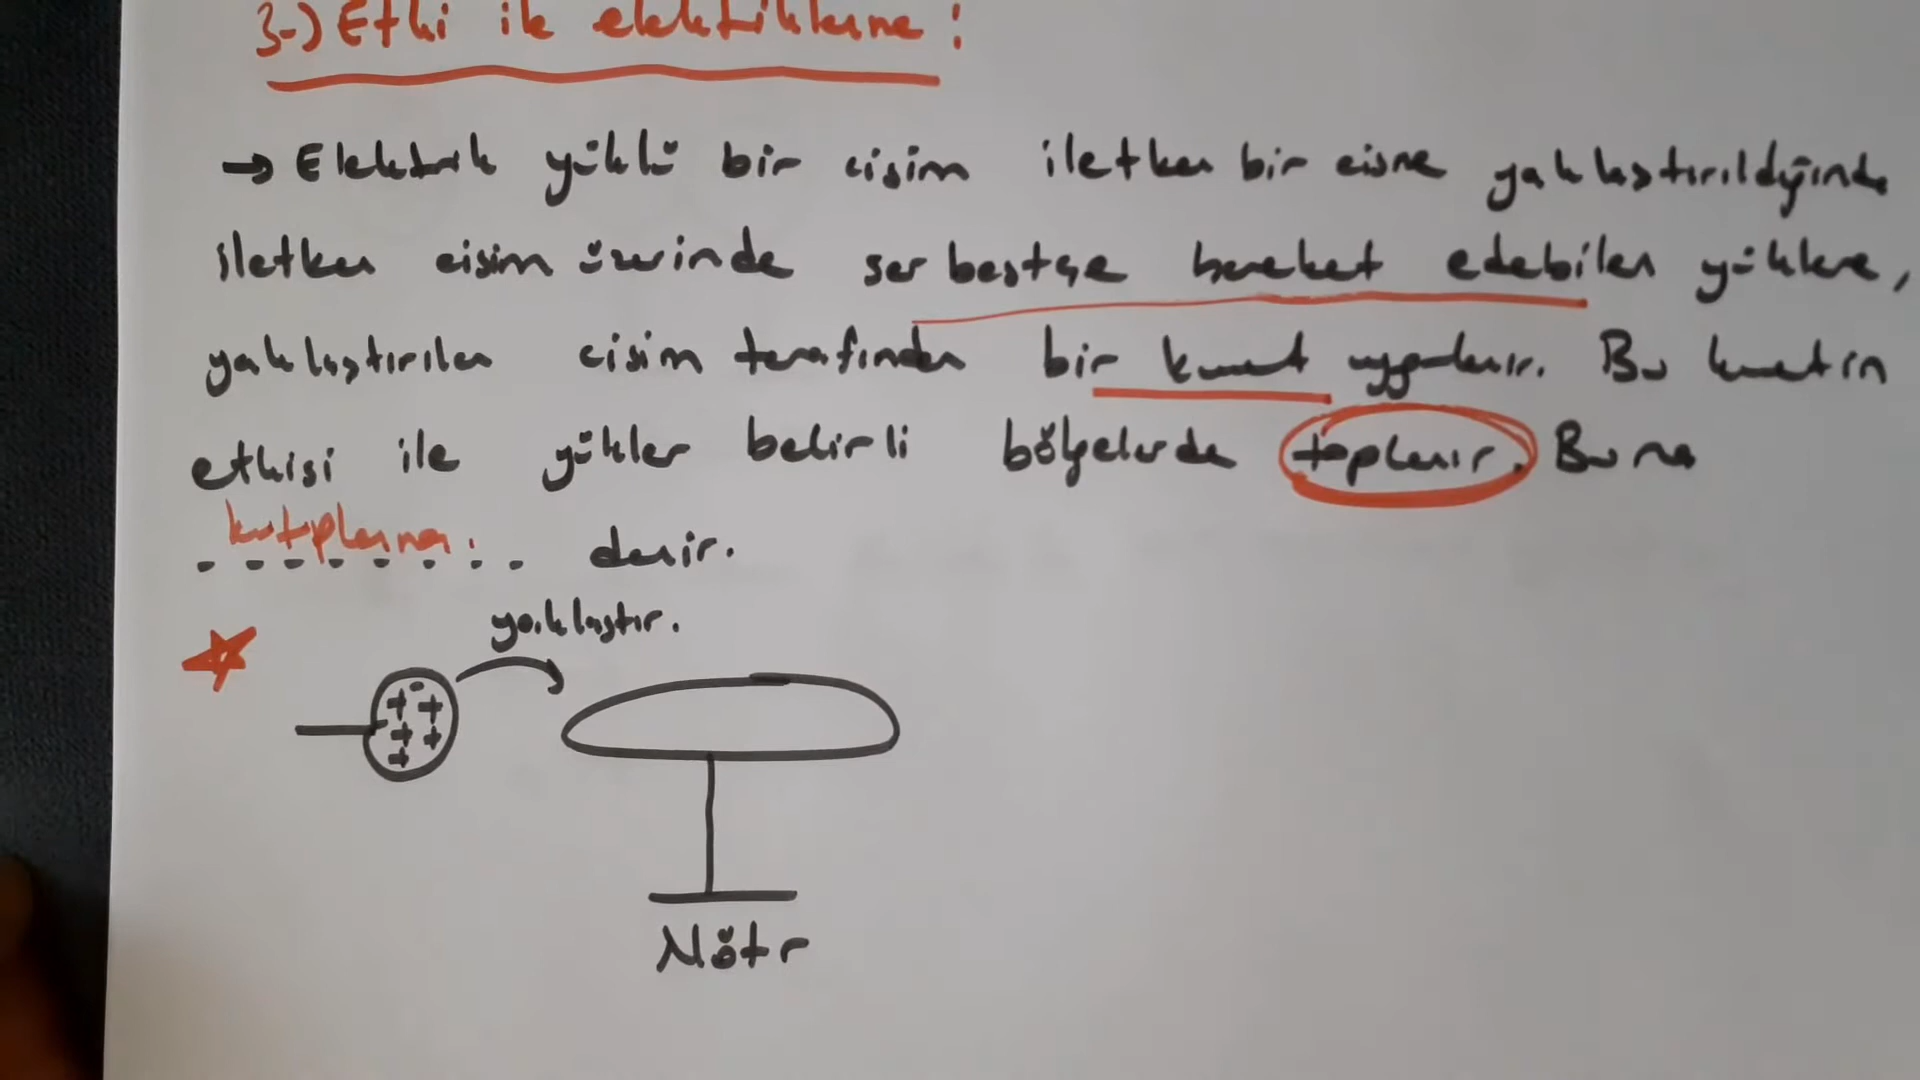 3-) Etki ile elektriklenme :
→ Elektrik yüklü bir cisim iletken bir cisme yaklaştırıldığında
iletken cisim üzerinde serbestçe hareket edebilen yüklere,
yaklaştırılan cisim tarafından bir kuvvet uygulanır. Bu kuvvetin
etkisi ile yükler belirli bölgelerde toplanır. Buna
kutuplanma. denir.
yaklaştır.
+ - +
+ +
+
Nötr